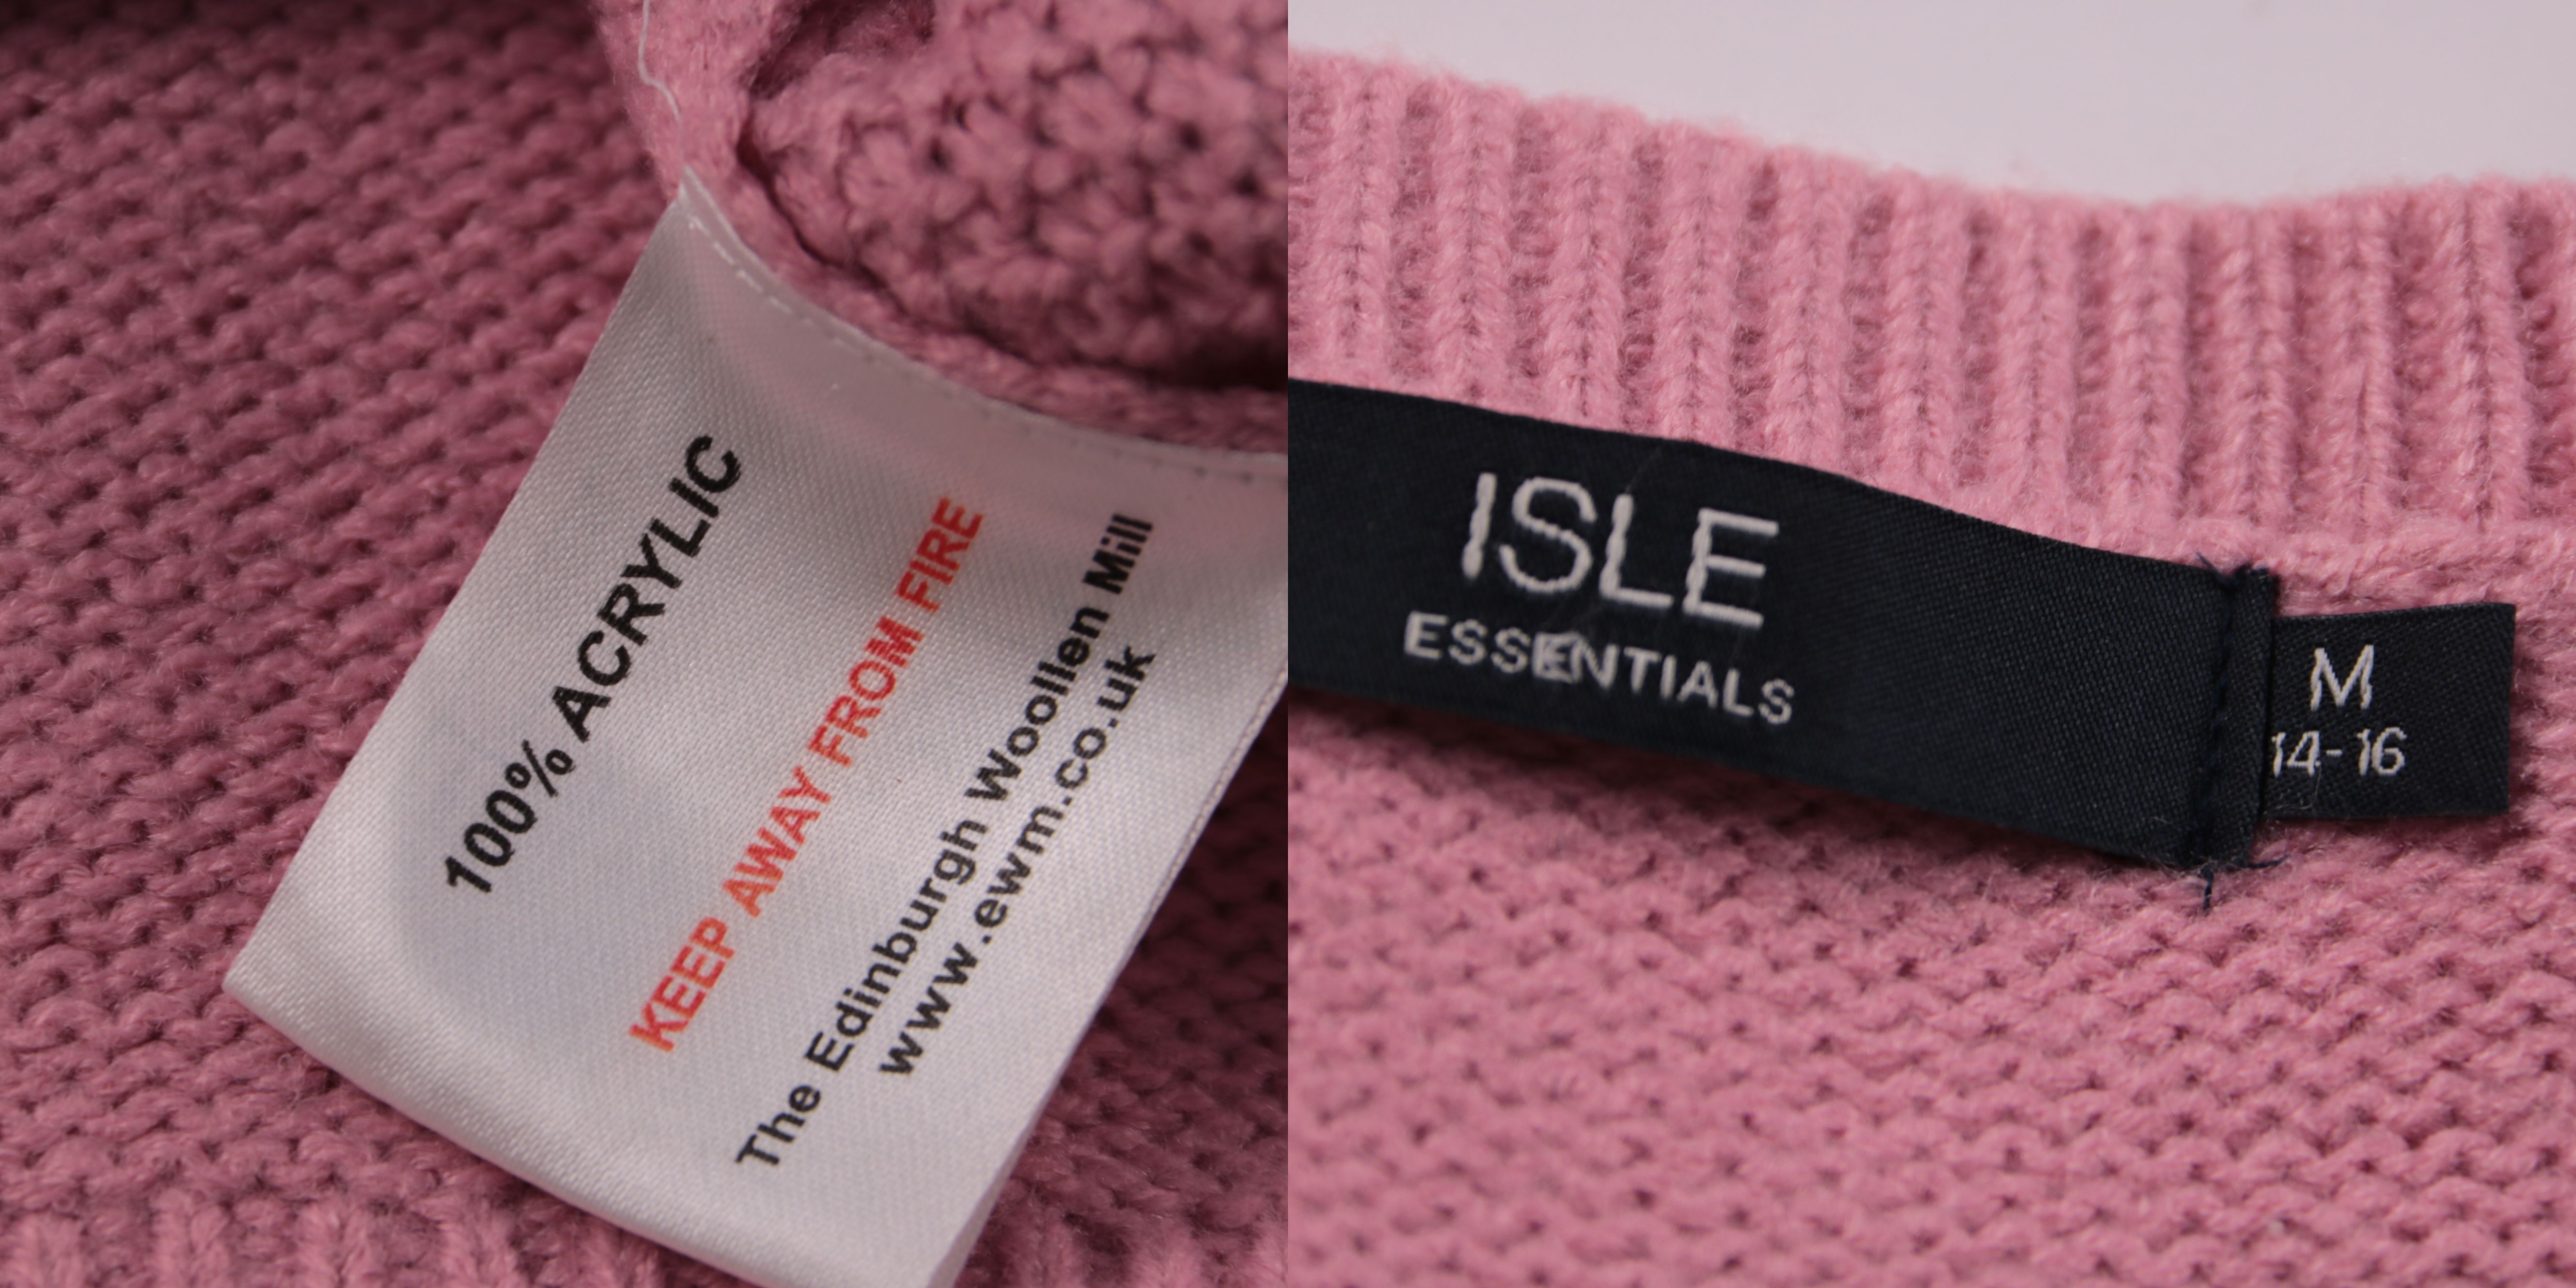 100% ACRYLIC
KEEP AWAY FROM FIRE
The Edinburgh Woollen Mill
www.ewm.co.uk
ISLE
ESSENTIALS
M
14-16